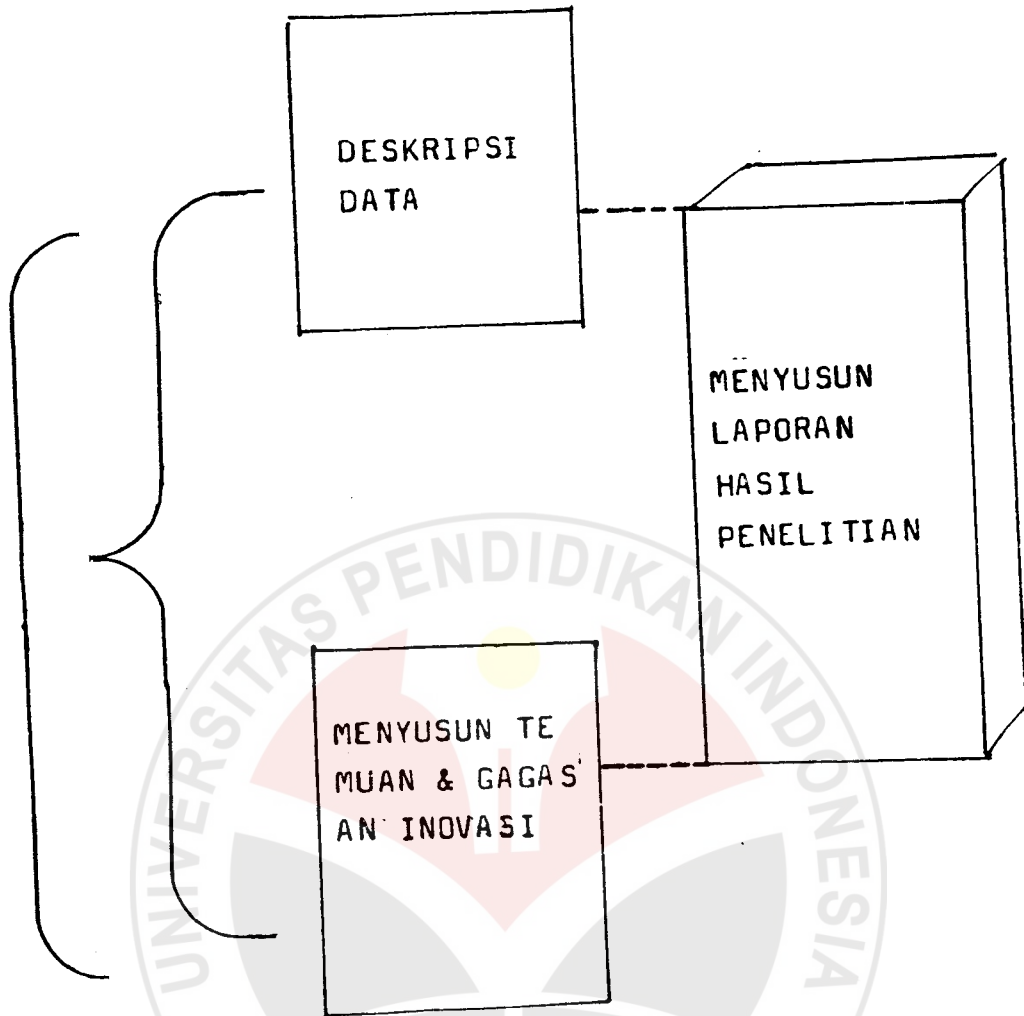 DESKRIPSI
DATA
MENYUSUN
LAPORAN
HASIL
PENELITIAN
MENYUSUN TE
MUAN & GAGAS
AN INOVASI
UNIVERSITAS PENDIDIKAN INDONESIA